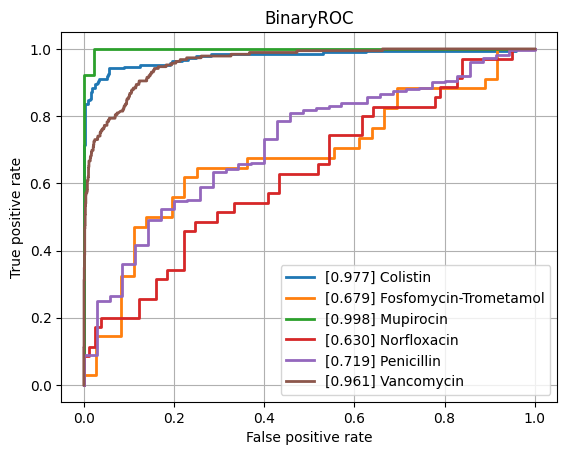 BinaryROC
True positive rate
1.0
0.8
0.6
0.4
0.2
0.0
[0.977] Colistin
[0.679] Fosfomycin-Trometamol
[0.998] Mupirocin
[0.630] Norfloxacin
[0.719] Penicillin
[0.961] Vancomycin
0.0 0.2 0.4 0.6 0.8 1.0
False positive rate